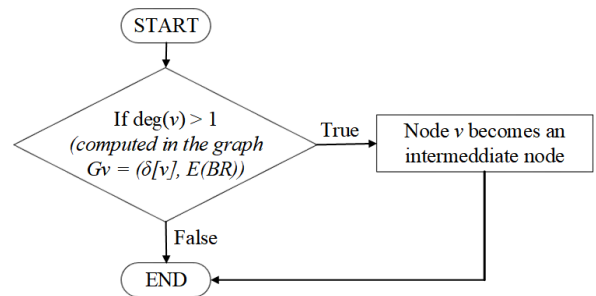 START
If deg(v) > 1
(computed in the graph
Gv = (δ[v], E(BR))
True
Node v becomes an
intermeddiate node
False
END